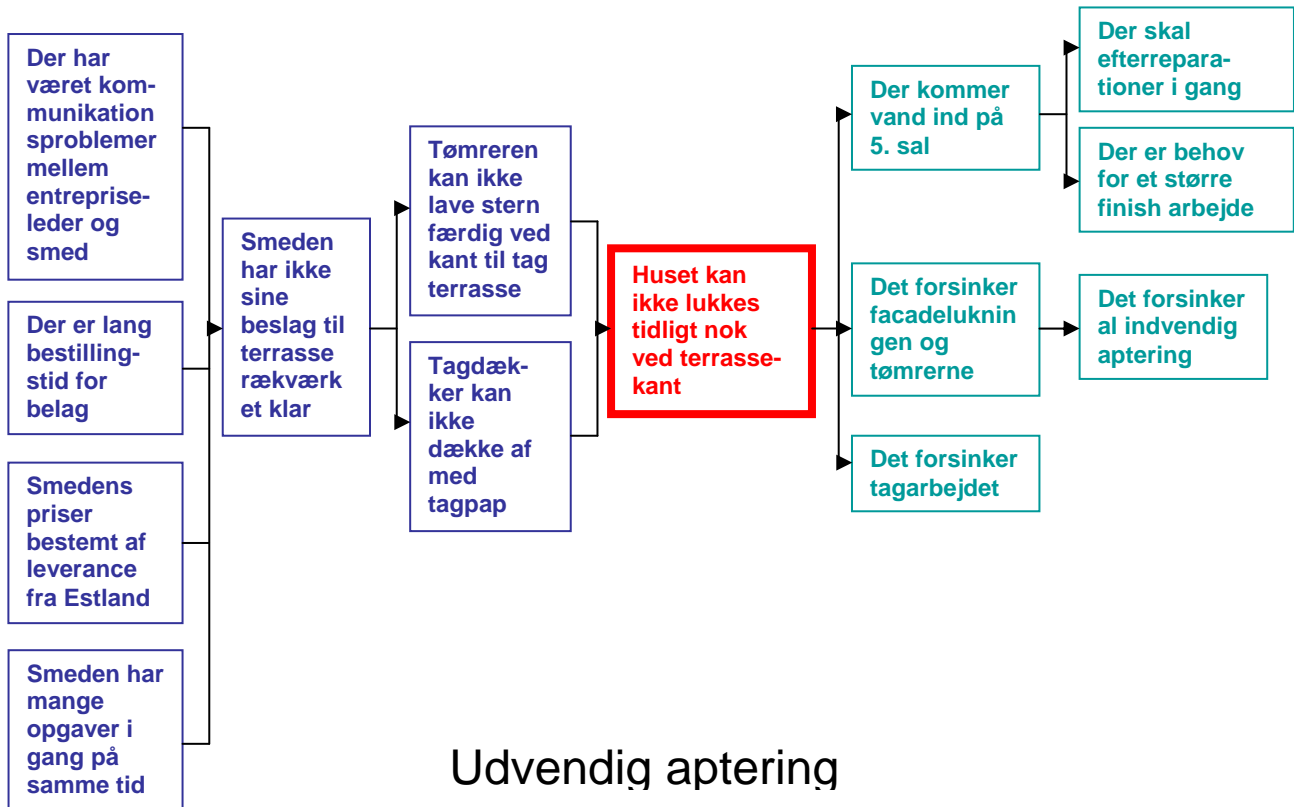 Der har
været kom-
munikation
sproblemer
mellem
entreprise-
leder og
smed
Der er lang
bestilling-
stid for
belag
Smedens
priser
bestemt af
leverance
fra Estland
Smeden har
mange
opgaver i
gang på
samme tid
Smeden
har ikke
sine
beslag til
terrasse
rækværk
et klar
Tømreren
kan ikke
lave stern
færdig ved
kant til tag
terrasse
Tagdæk-
ker kan
ikke
dække af
med
tagpap
Huset kan
ikke lukkes
tidligt nok
ved terrasse-
kant
Der kommer
vand ind på
5. sal
Det forsinker
facadeluknin
gen og
tømrerne
Det forsinker
tagarbejdet
Der skal
efterrepara-
tioner i gang
Der er behov
for et større
finish arbejde
Det forsinker
al indvendig
aptering
Udvendig aptering